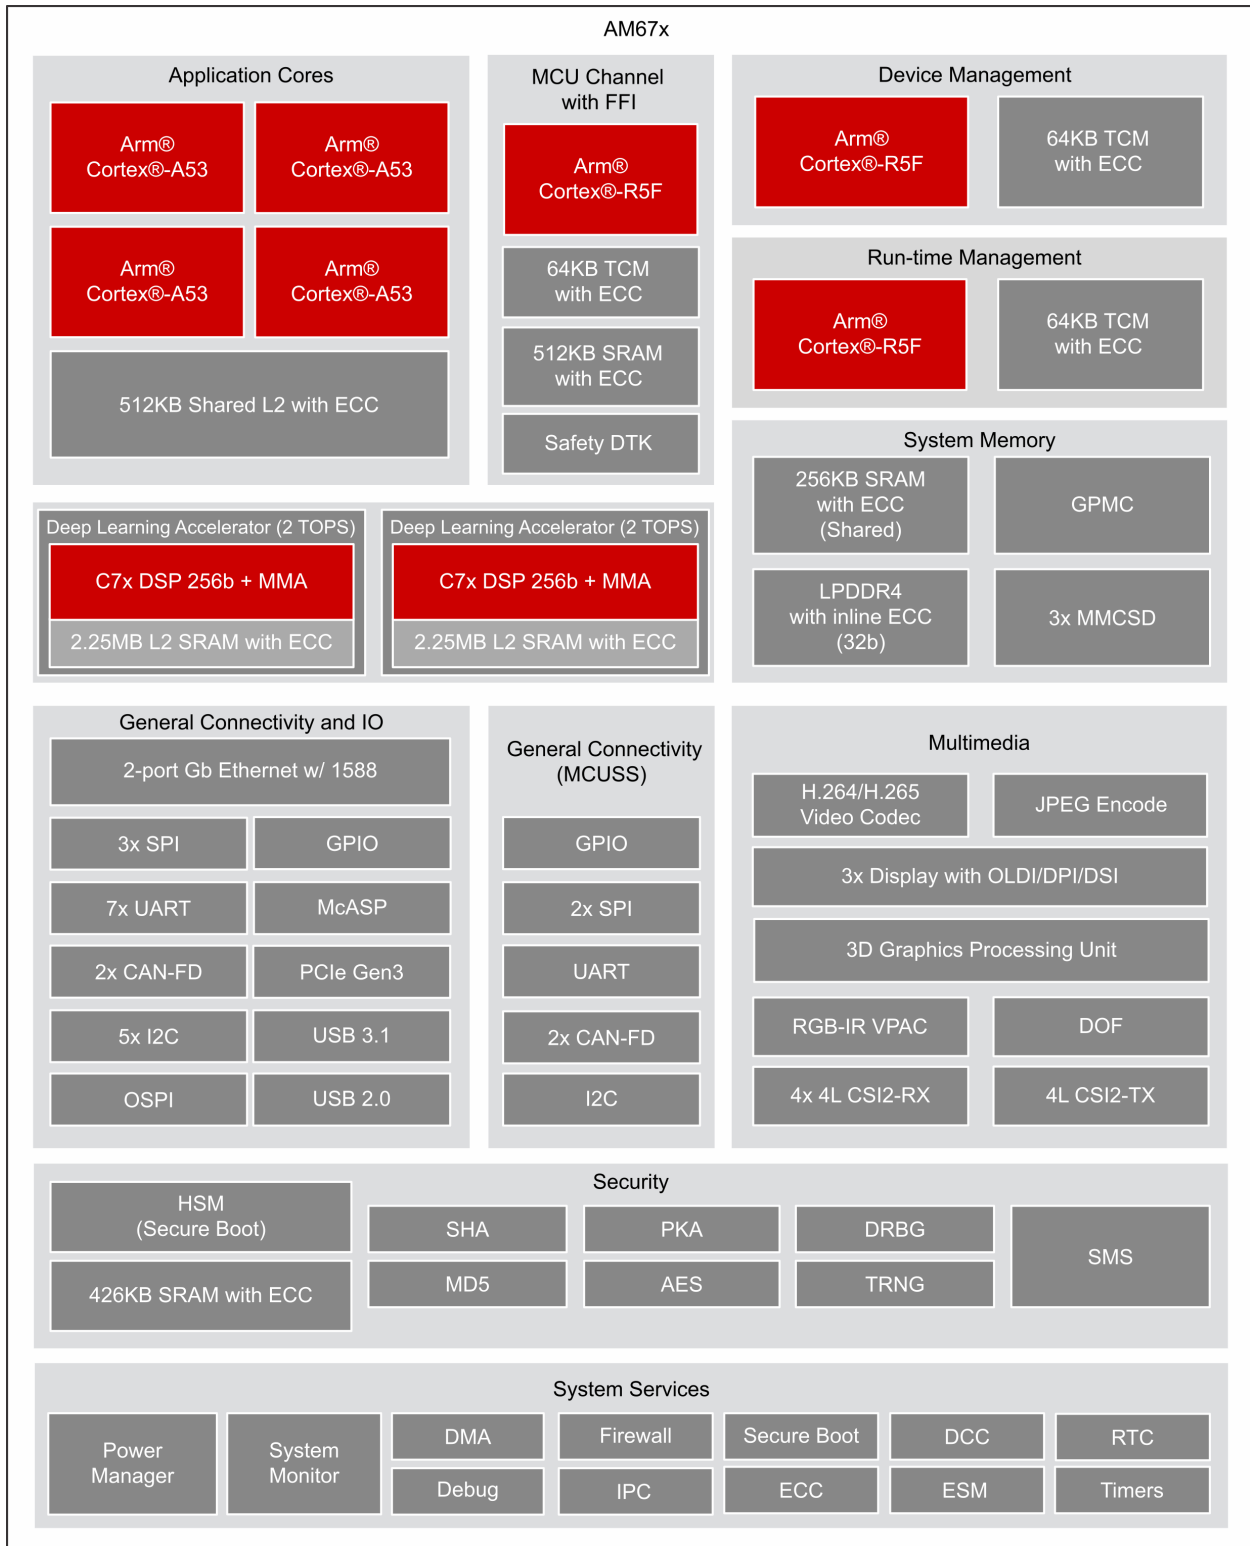 AM67x
Application Cores
Arm®
Cortex®-A53
Arm®
Cortex®-A53
Arm®
Cortex®-A53
Arm®
Cortex®-A53
512KB Shared L2 with ECC
MCU Channel
with FFI
Arm®
Cortex®-R5F
64KB TCM
with ECC
512KB SRAM
with ECC
Safety DTK
Device Management
Arm®
Cortex®-R5F
64KB TCM
with ECC
Run-time Management
Arm®
Cortex®-R5F
64KB TCM
with ECC
System Memory
256KB SRAM
with ECC
(Shared)
GPMC
LPDDR4
with inline ECC
(32b)
3x MMCSD
Deep Learning Accelerator (2 TOPS)
C7x DSP 256b + MMA
2.25MB L2 SRAM with ECC
Deep Learning Accelerator (2 TOPS)
C7x DSP 256b + MMA
2.25MB L2 SRAM with ECC
General Connectivity and IO
2-port Gb Ethernet w/ 1588
3x SPI
GPIO
7x UART
McASP
2x CAN-FD
PCIe Gen3
5x I2C
USB 3.1
OSPI
USB 2.0
General Connectivity
(MCUSS)
GPIO
2x SPI
UART
2x CAN-FD
I2C
Multimedia
H.264/H.265
Video Codec
JPEG Encode
3x Display with OLDI/DPI/DSI
3D Graphics Processing Unit
RGB-IR VPAC
DOF
4x 4L CSI2-RX
4L CSI2-TX
Security
HSM
(Secure Boot)
426KB SRAM with ECC
SHA
PKA
DRBG
MD5
AES
TRNG
SMS
System Services
Power
Manager
System
Monitor
DMA
Firewall
Secure Boot
DCC
RTC
Debug
IPC
ECC
ESM
Timers